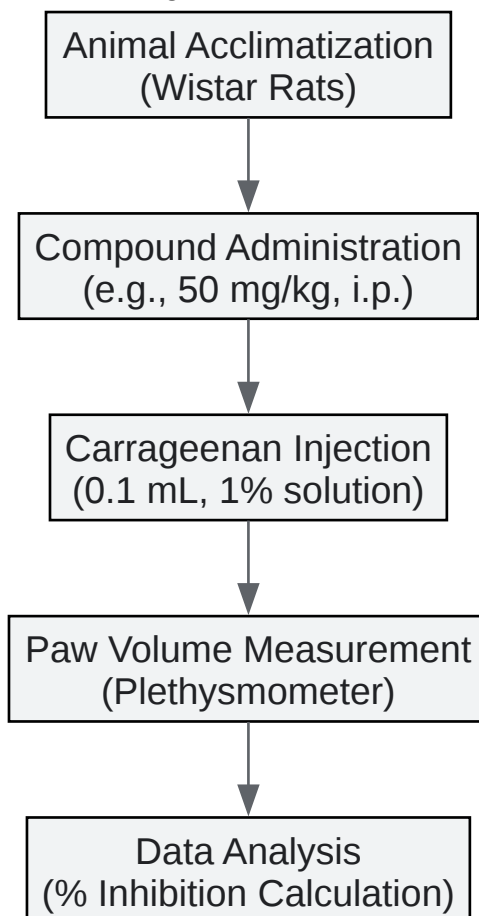 Animal Acclimatization
(Wistar Rats)
Compound Administration
(e.g., 50 mg/kg, i.p.)
Carrageenan Injection
(0.1 mL, 1% solution)
Paw Volume Measurement
(Plethysmometer)
Data Analysis
(% Inhibition Calculation)